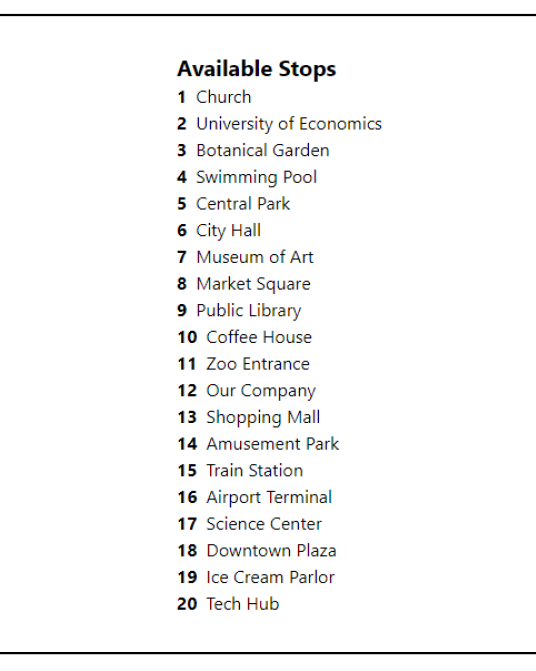 Available Stops
1 Church
2 University of Economics
3 Botanical Garden
4 Swimming Pool
5 Central Park
6 City Hall
7 Museum of Art
8 Market Square
9 Public Library
10 Coffee House
11 Zoo Entrance
12 Our Company
13 Shopping Mall
14 Amusement Park
15 Train Station
16 Airport Terminal
17 Science Center
18 Downtown Plaza
19 Ice Cream Parlor
20 Tech Hub